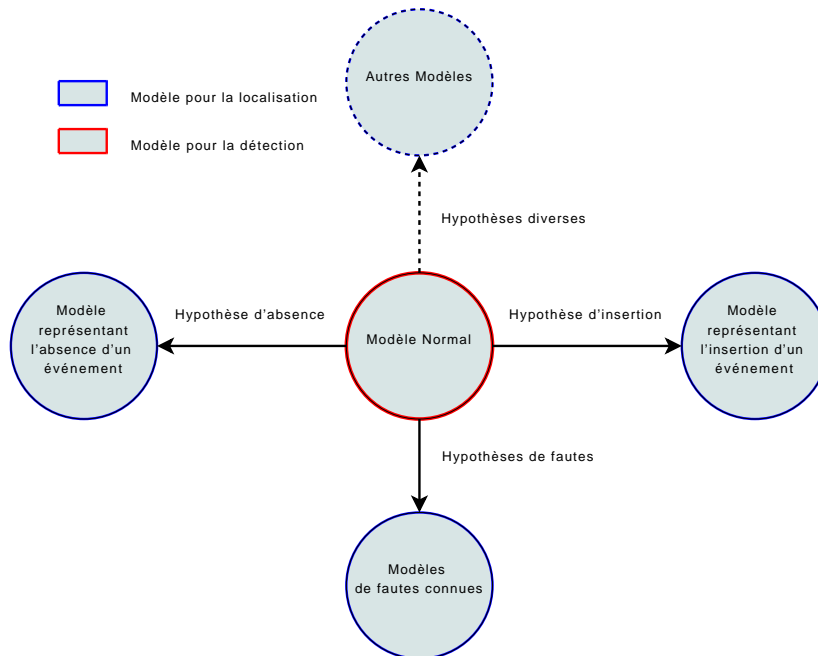 Autres Modèles
Modèle pour la localisation
Modèle pour la détection
Hypothèses diverses
Modèle
représentant
l'absence d'un
événement
Hypothèse d'absence
Modèle Normal
Hypothèse d'insertion
Modèle
représentant
l'insertion d'un
événement
Hypothèses de fautes
Modèles
de fautes connues